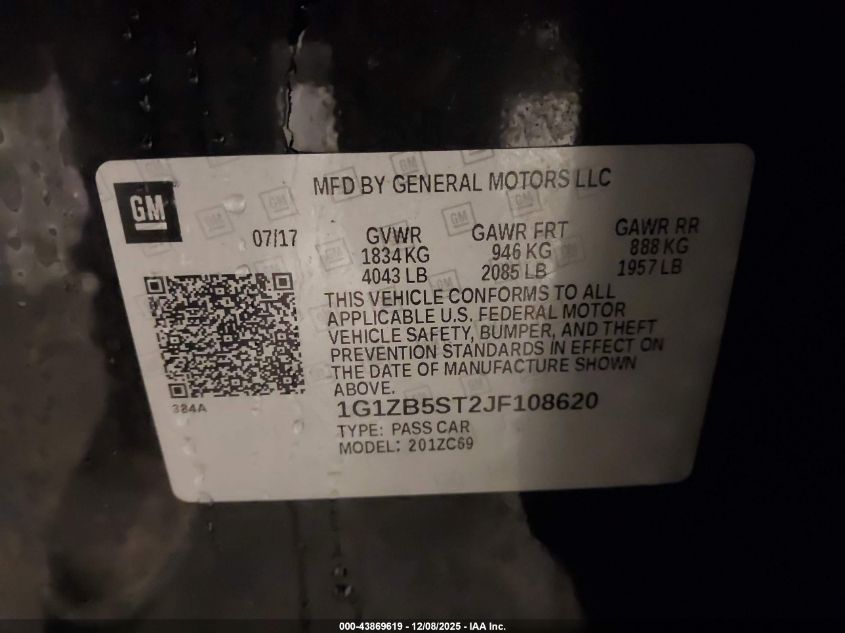 GM
MFD BY GENERAL MOTORS LLC
07/17
GVWR
1834 KG
4043 LB
GAWR FRT
946 KG
2085 LB
GAWR RR
888 KG
1957 LB
THIS VEHICLE CONFORMS TO ALL
APPLICABLE U.S. FEDERAL MOTOR
VEHICLE SAFETY, BUMPER, AND THEFT
PREVENTION STANDARDS IN EFFECT ON
THE DATE OF MANUFACTURE SHOWN
ABOVE.
384A
1G1ZB5ST2JF108620
TYPE: PASS CAR
MODEL: 201ZC69
000-43869619 - 12/08/2025 - IAA Inc.